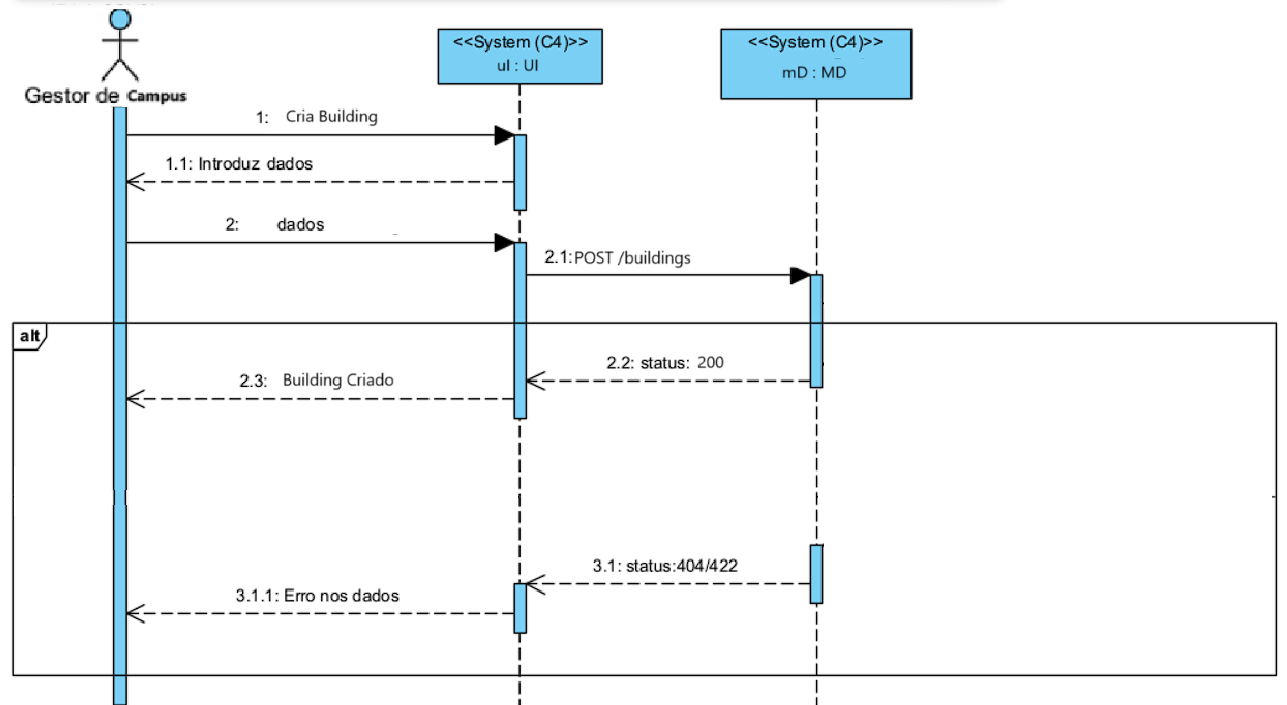 <<System (C4)>>
uI : UI
<<System (C4)>>
mD : MD
Gestor de Campus
1: Cria Building
1.1: Introduz dados
2: dados
2.1:POST /buildings
alt
2.2: status: 200
2.3: Building Criado
3.1: status:404/422
3.1.1: Erro nos dados